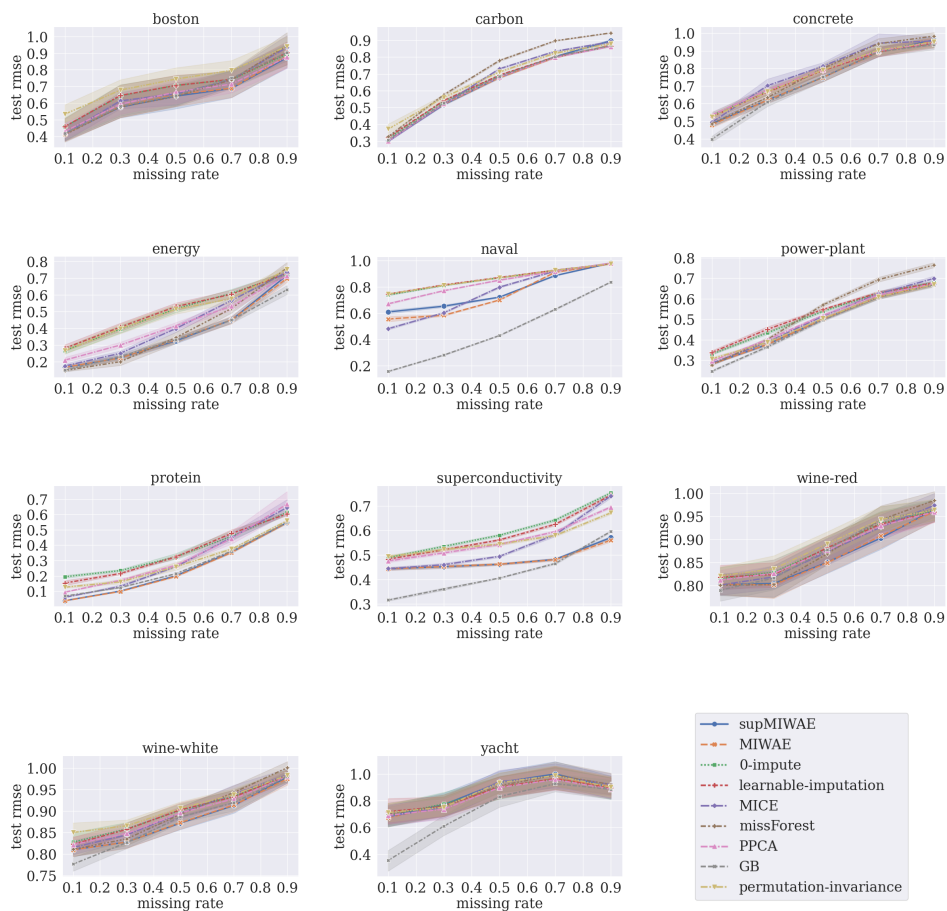 boston
carbon
concrete
test rmse
1.0
0.9
0.8
0.7
0.6
0.5
0.4
0.1 0.2 0.3 0.4 0.5 0.6 0.7 0.8 0.9
missing rate
test rmse
0.9
0.8
0.7
0.6
0.5
0.4
0.3
0.1 0.2 0.3 0.4 0.5 0.6 0.7 0.8 0.9
missing rate
test rmse
1.0
0.9
0.8
0.7
0.6
0.5
0.4
0.1 0.2 0.3 0.4 0.5 0.6 0.7 0.8 0.9
missing rate
energy
naval
power-plant
test rmse
0.8
0.7
0.6
0.5
0.4
0.3
0.2
0.1 0.2 0.3 0.4 0.5 0.6 0.7 0.8 0.9
missing rate
test rmse
1.0
0.8
0.6
0.4
0.2
0.1 0.2 0.3 0.4 0.5 0.6 0.7 0.8 0.9
missing rate
test rmse
0.8
0.7
0.6
0.5
0.4
0.3
0.1 0.2 0.3 0.4 0.5 0.6 0.7 0.8 0.9
missing rate
protein
superconductivity
wine-red
test rmse
0.7
0.6
0.5
0.4
0.3
0.2
0.1
0.1 0.2 0.3 0.4 0.5 0.6 0.7 0.8 0.9
missing rate
test rmse
0.7
0.6
0.5
0.4
0.3
0.1 0.2 0.3 0.4 0.5 0.6 0.7 0.8 0.9
missing rate
test rmse
1.00
0.95
0.90
0.85
0.80
0.1 0.2 0.3 0.4 0.5 0.6 0.7 0.8 0.9
missing rate
wine-white
yacht
test rmse
1.00
0.95
0.90
0.85
0.80
0.75
0.1 0.2 0.3 0.4 0.5 0.6 0.7 0.8 0.9
missing rate
test rmse
1.0
0.8
0.6
0.4
0.1 0.2 0.3 0.4 0.5 0.6 0.7 0.8 0.9
missing rate
supMIWAE
MIWAE
0-impute
learnable-imputation
MICE
missForest
PPCA
GB
permutation-invariance